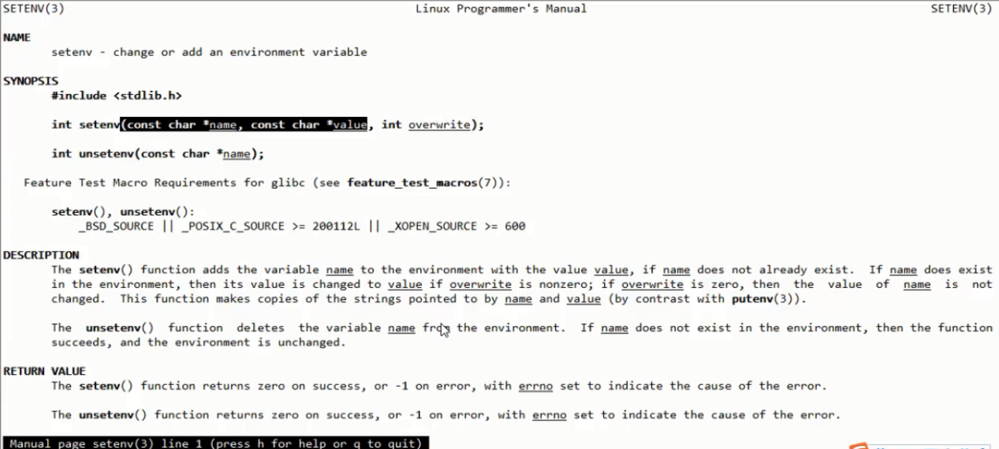 SETENV(3) Linux Programmer's Manual SETENV(3)
NAME
setenv - change or add an environment variable
SYNOPSIS
#include <stdlib.h>
int setenv(const char *name, const char *value, int overwrite);
int unsetenv(const char *name);
Feature Test Macro Requirements for glibc (see feature_test_macros(7)):
setenv(), unsetenv():
_BSD_SOURCE || _POSIX_C_SOURCE >= 200112L || _XOPEN_SOURCE >= 600
DESCRIPTION
The setenv() function adds the variable name to the environment with the value value, if name does not already exist. If name does exist
in the environment, then its value is changed to value if overwrite is nonzero; if overwrite is zero, then the value of name is not
changed. This function makes copies of the strings pointed to by name and value (by contrast with putenv(3)).
The unsetenv() function deletes the variable name from the environment. If name does not exist in the environment, then the function
succeeds, and the environment is unchanged.
RETURN VALUE
The setenv() function returns zero on success, or -1 on error, with errno set to indicate the cause of the error.
The unsetenv() function returns zero on success, or -1 on error, with errno set to indicate the cause of the error.
Manual page setenv(3) line 1 (press h for help or q to quit)